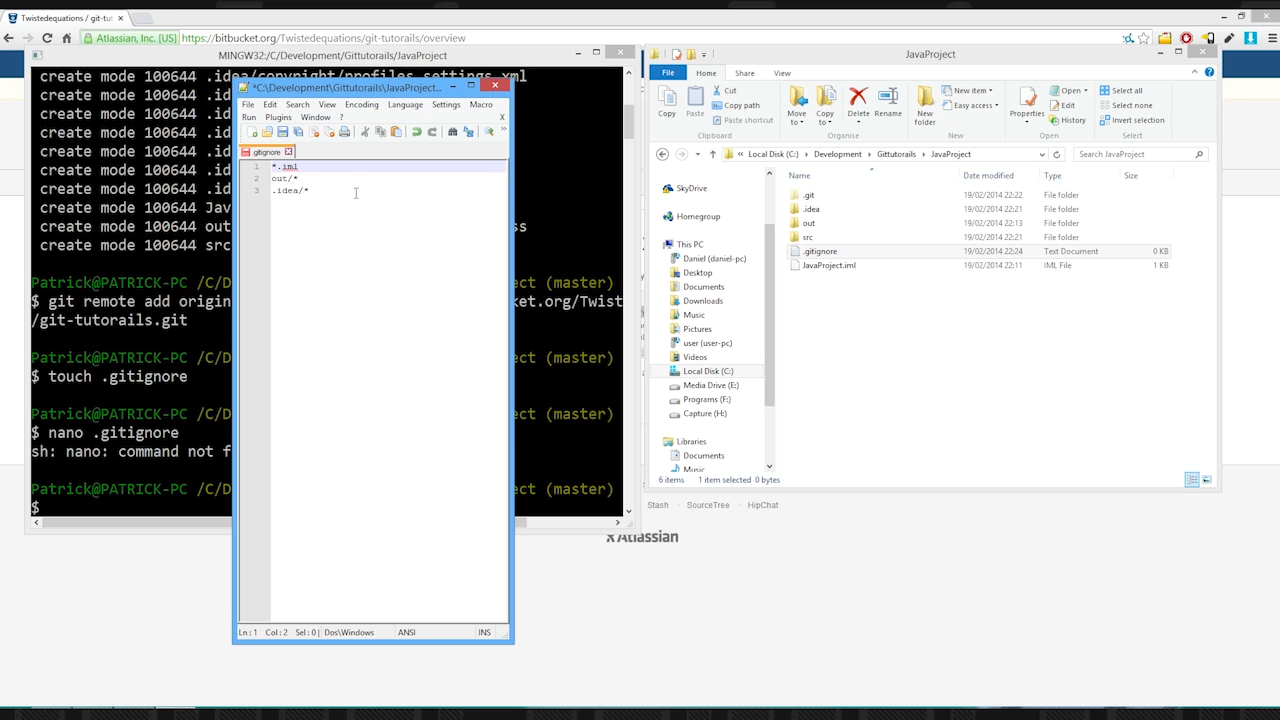 Twistedequations / git-tut
Atlassian, Inc. [US]
https://bitbucket.org/Twistedequations/git-tutorails/overview
MINGW32:/C/Development/Gittutorails/JavaProject
create mode 100644 .idea/copyright/profiles_settings.xml
create mode 100644 .id
create mode 100644 .id
create mode 100644 .id
create mode 100644 .id
create mode 100644 .id
create mode 100644 .id
create mode 100644 Jav
create mode 100644 out
ss
create mode 100644 src
Patrick@PATRICK-PC /C/D
ect (master)
$ git remote add origin
ket.org/Twist
/git-tutorails.git
Patrick@PATRICK-PC /C/D
ect (master)
$ touch .gitignore
Patrick@PATRICK-PC /C/D
ect (master)
$ nano .gitignore
sh: nano: command not f
Patrick@PATRICK-PC /C/D
ect (master)
$
*C:\Development\Gittutorails\JavaProject...
File Edit Search View Encoding Language Settings Macro
Run Plugins Window ? X
gitignore
1 *.iml
2 out/*
3 .idea/*
Ln:1 Col:2 Sel:0| Dos\Windows ANSI INS
JavaProject
File Home Share View
Copy
Paste
Cut
Copy path
Paste shortcut
Clipboard
Move to
Copy to
Delete
Rename
Organise
New folder
New item
Easy access
New
Properties
Open
Edit
History
Open
Select all
Select none
Invert selection
Select
« Local Disk (C:) Development Gittutorails JavaProject
Search JavaProject
Name Date modified Type Size
.git 19/02/2014 22:22 File folder
.idea 19/02/2014 22:21 File folder
out 19/02/2014 22:13 File folder
src 19/02/2014 22:21 File folder
.gitignore 19/02/2014 22:24 Text Document 0 KB
JavaProject.iml 19/02/2014 22:11 IML File 1 KB
SkyDrive
Homegroup
This PC
Daniel (daniel-pc)
Desktop
Documents
Downloads
Music
Pictures
user (user-pc)
Videos
Local Disk (C:)
Media Drive (E:)
Programs (F:)
Capture (H:)
Libraries
Documents
Music
6 items 1 item selected 0 bytes
Stash · SourceTree · HipChat
Atlassian